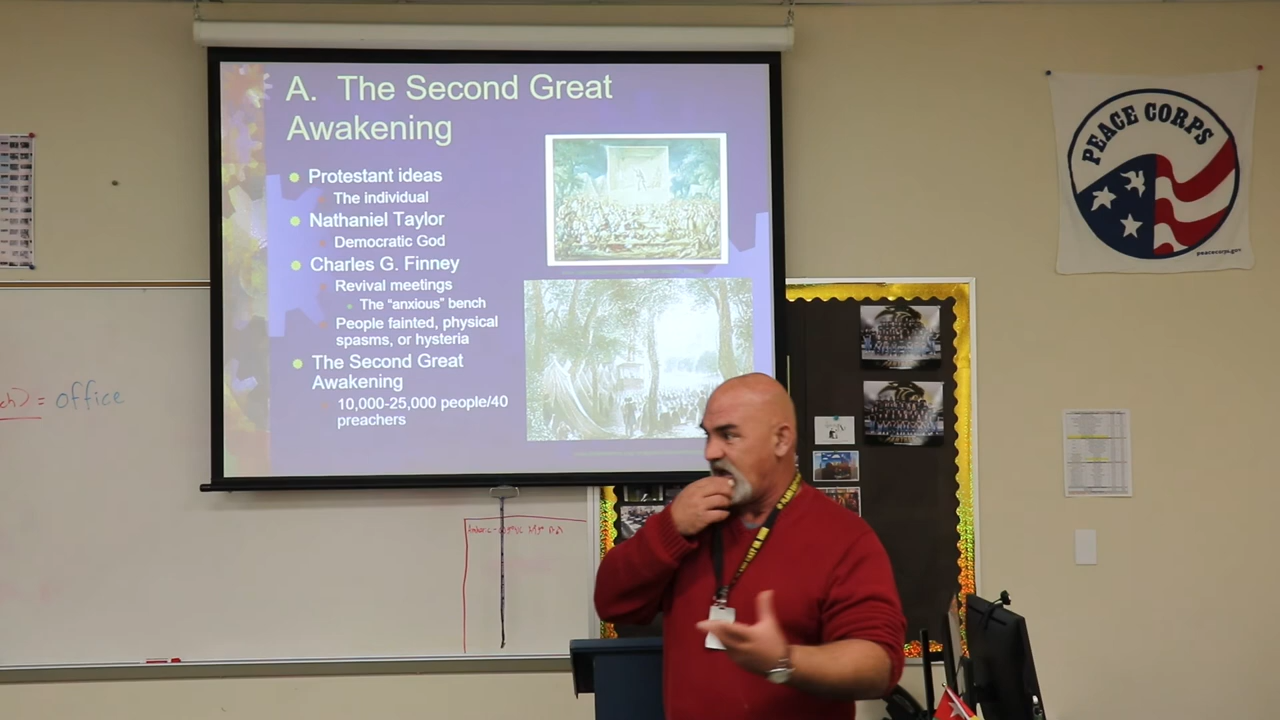 A. The Second Great
Awakening
Protestant ideas
The individual
Nathaniel Taylor
Democratic God
Charles G. Finney
Revival meetings
The “anxious” bench
People fainted, physical
spasms, or hysteria
The Second Great
Awakening
10,000-25,000 people/40
preachers
PEACE CORPS
peacecorps.gov
= office